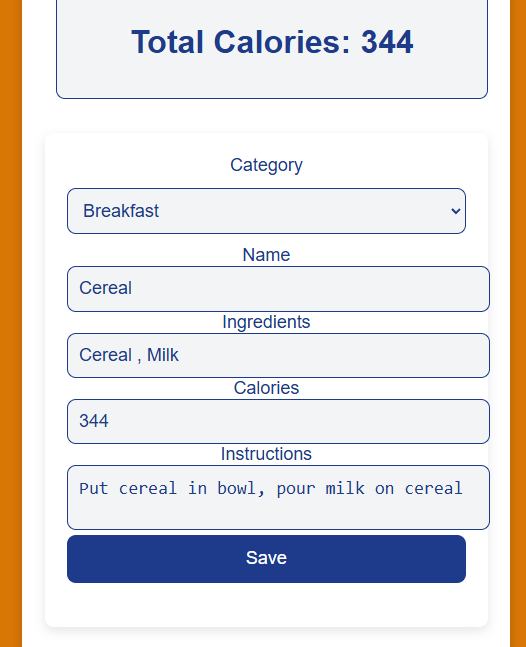 Total Calories: 344
Category
Breakfast
Name
Cereal
Ingredients
Cereal , Milk
Calories
344
Instructions
Put cereal in bowl, pour milk on cereal
Save